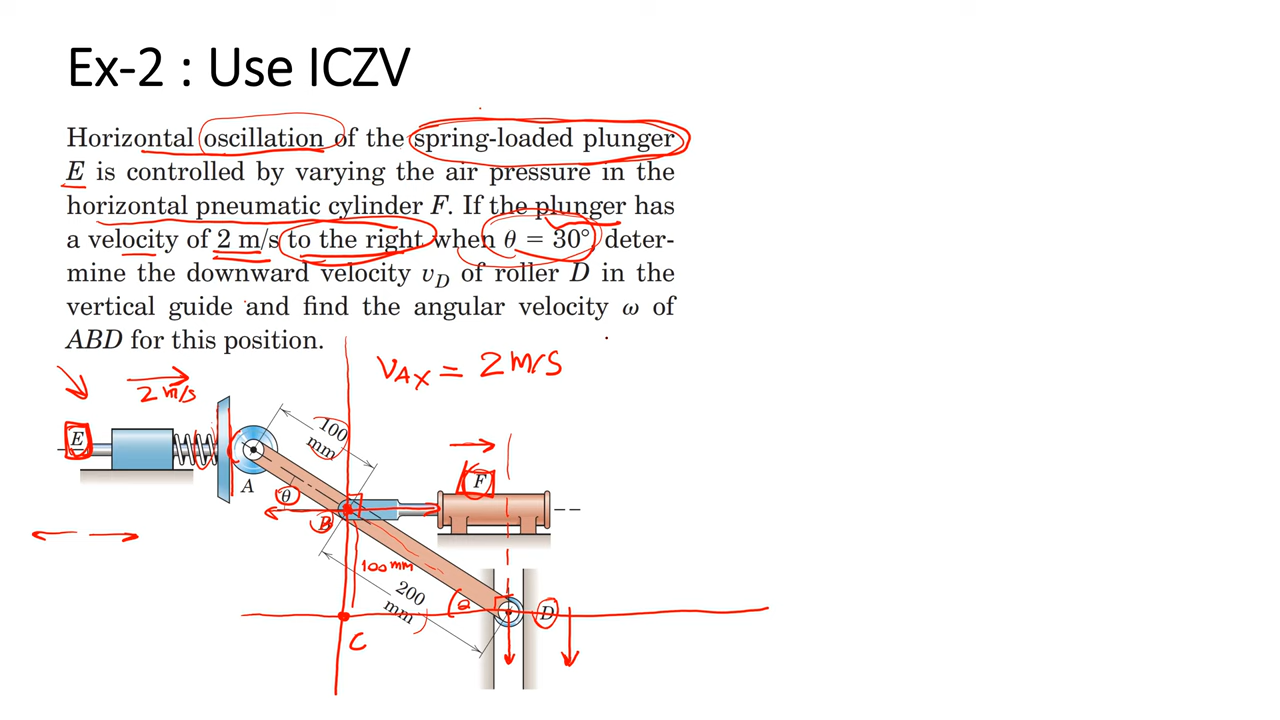 Ex-2 : Use ICZV
Horizontal oscillation of the spring-loaded plunger
E is controlled by varying the air pressure in the
horizontal pneumatic cylinder F. If the plunger has
a velocity of 2 m/s to the right when θ = 30° deter-
mine the downward velocity v_D of roller D in the
vertical guide and find the angular velocity ω of
ABD for this position.
V_AX = 2 m/s
2 m/s
E
100
mm
F
A
θ
B
100 mm
200
mm
θ
D
C